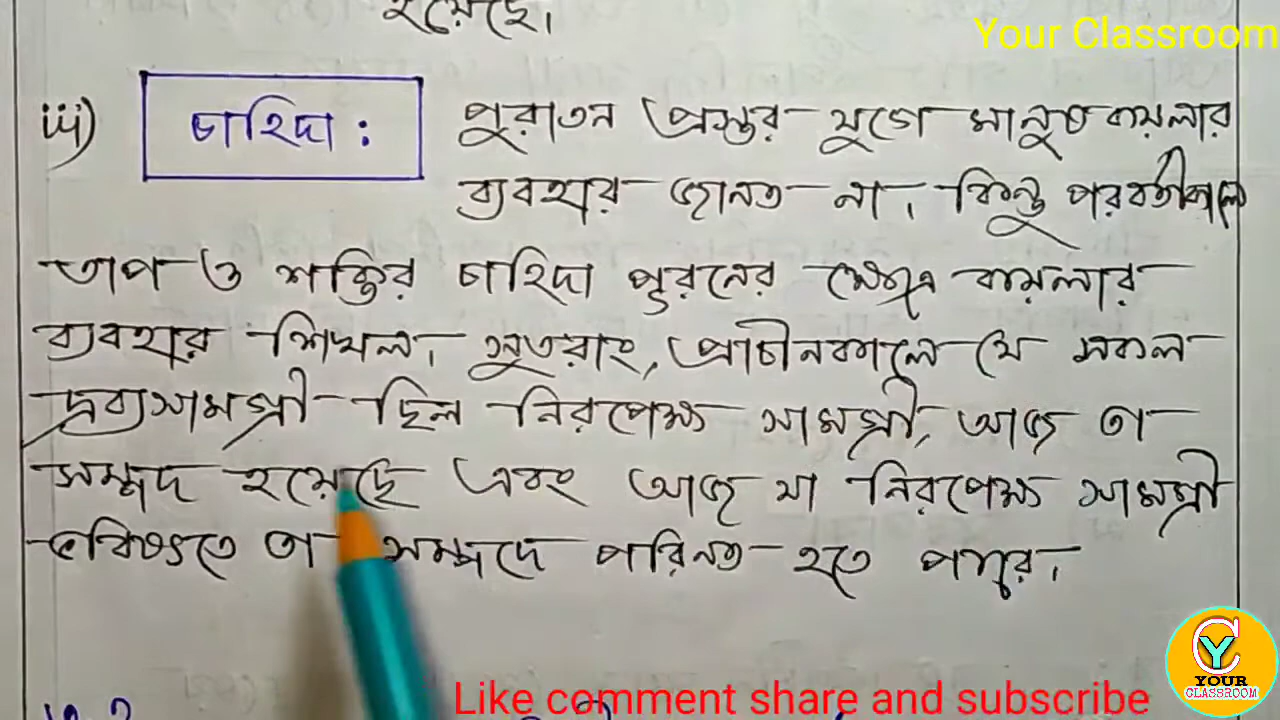 হয়েছে।
Your Classroom
iii) চাহিদা : পুরাতন প্রস্তর যুগে মানুষ কয়লার
ব্যবহার জানত না। কিন্তু পরবর্তীকালে
তাপ ও শক্তির চাহিদা পূরনের ক্ষেত্রে কয়লার
ব্যবহার শিখল। সুতরাং, প্রাচীনকালে যে সকল
দ্রব্যসামগ্রী ছিল নিরপেক্ষ সামগ্রী, আজ তা
সম্পদ হয়েছে এবং আজ যা নিরপেক্ষ সামগ্রী
ভবিষ্যতে তা সম্পদে পরিনত হতে পারে।
Like comment share and subscribe
CY
YOUR
CLASSROOM